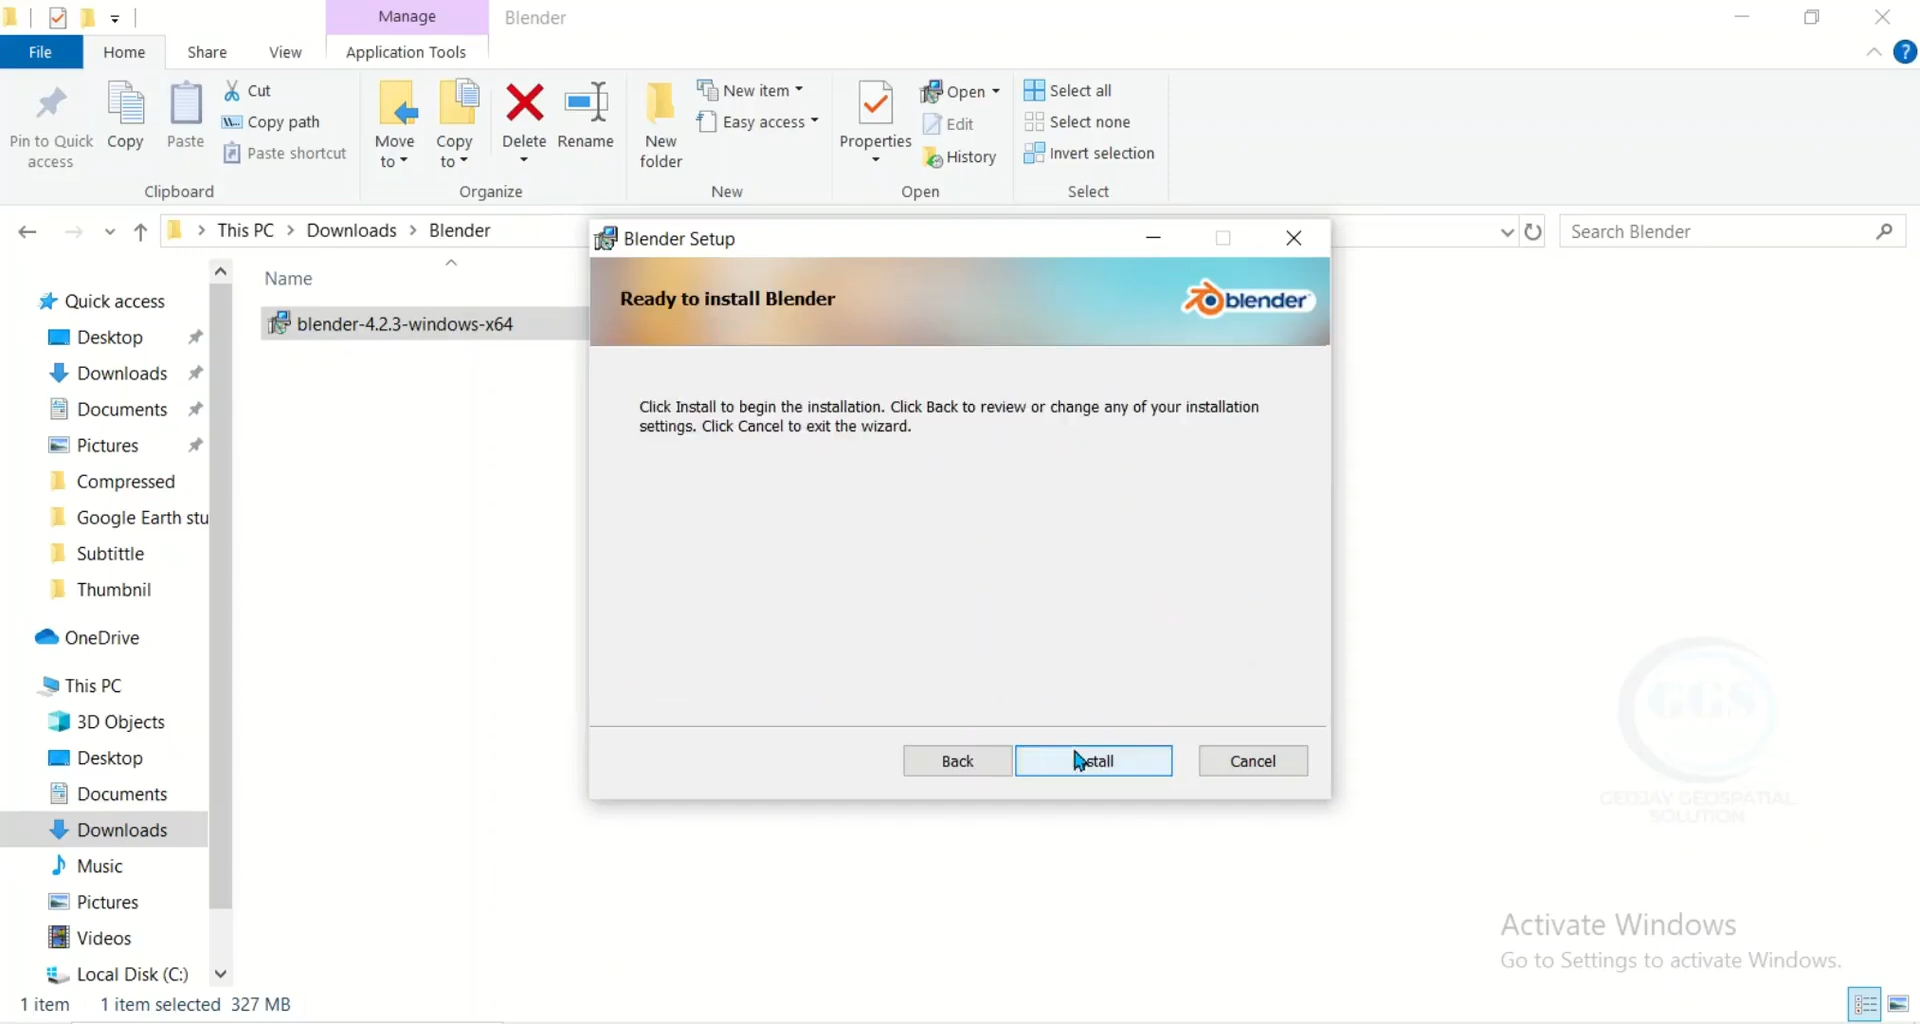 Manage
Blender
File
Home
Share
View
Application Tools
Pin to Quick
access
Copy
Paste
Cut
Copy path
Paste shortcut
Clipboard
Move
to
Copy
to
Delete
Rename
Organize
New
folder
New item
Easy access
New
Properties
Open
Edit
History
Open
Select all
Select none
Invert selection
Select
This PC
Downloads
Blender
Search Blender
Name
blender-4.2.3-windows-x64
Quick access
Desktop
Downloads
Documents
Pictures
Compressed
Google Earth stu
Subtittle
Thumbnil
OneDrive
This PC
3D Objects
Desktop
Documents
Downloads
Music
Pictures
Videos
Local Disk (C:)
1 item
1 item selected 327 MB
Blender Setup
Ready to install Blender
blender
Click Install to begin the installation. Click Back to review or change any of your installation
settings. Click Cancel to exit the wizard.
Back
stall
Cancel
GGS
GEOJAY GEOSPATIAL
SOLUTION
Activate Windows
Go to Settings to activate Windows.